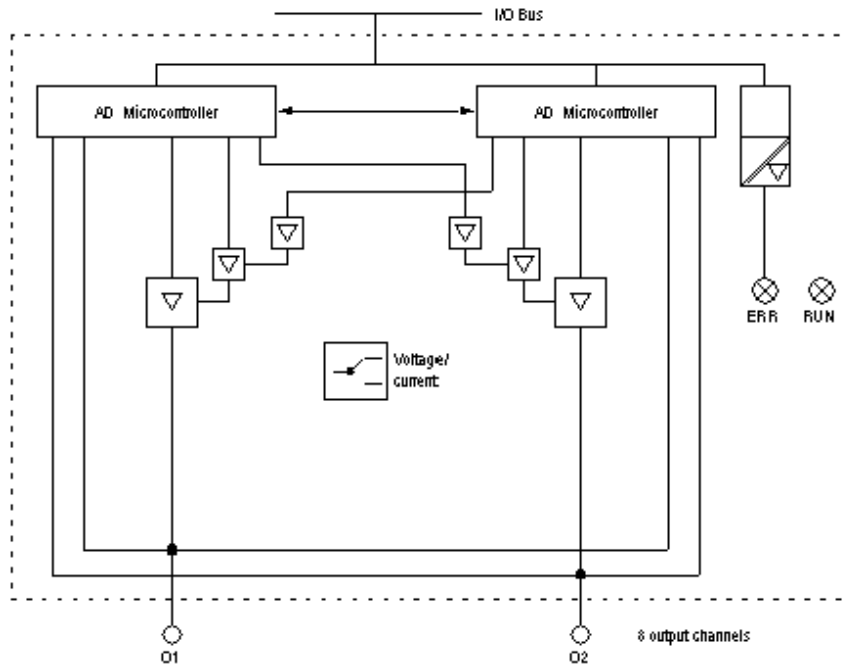 I/O Bus
AD Microcontroller
AD Microcontroller
ERR
RUN
Voltage/
current
O1
O2
8 output channels